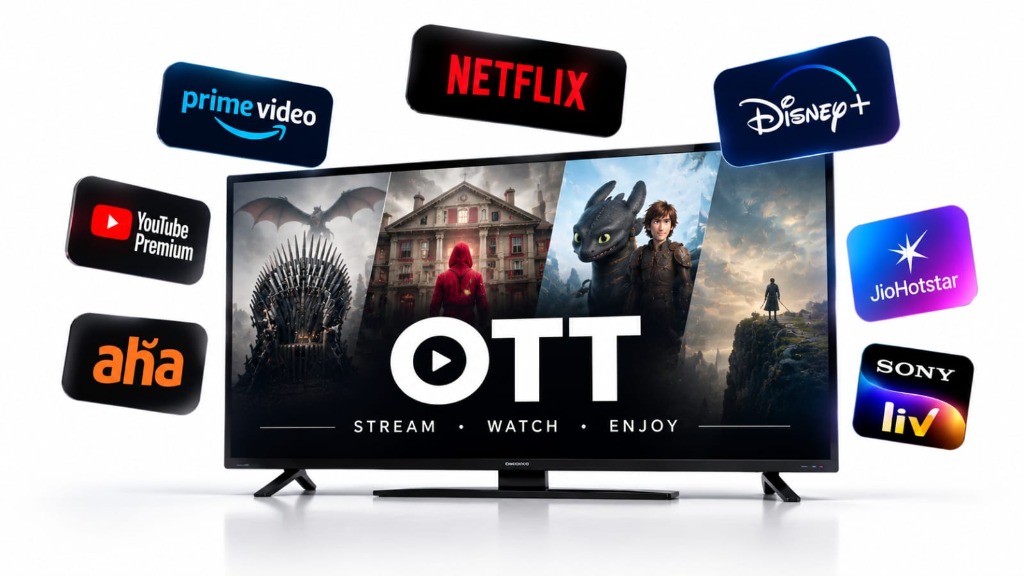 NETFLIX
prime video
Disney+
YouTube
Premium
JioHotstar
aha
SONY
liv
OTT
STREAM • WATCH • ENJOY